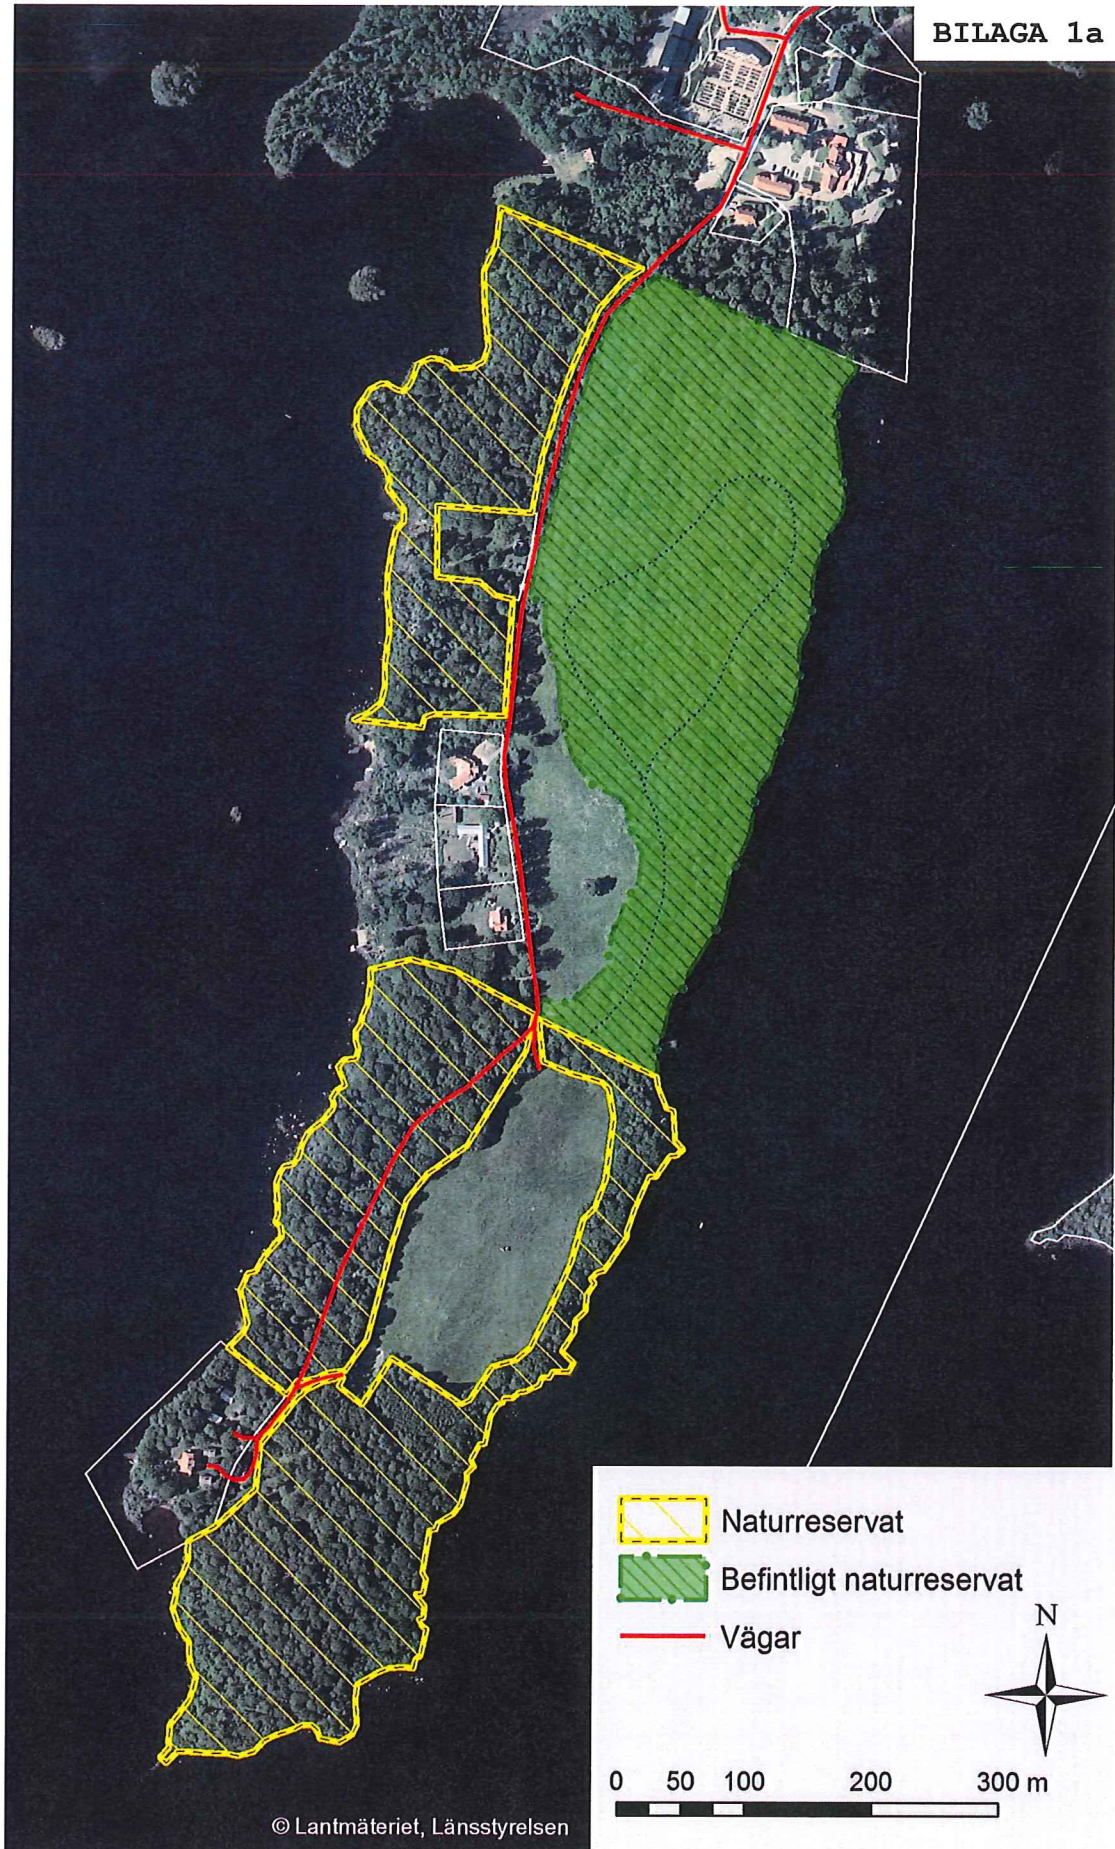 BILAGA 1a
Naturreservat
Befintligt naturreservat
Vägar
N
0 50 100 200 300 m
© Lantmäteriet, Länsstyrelsen